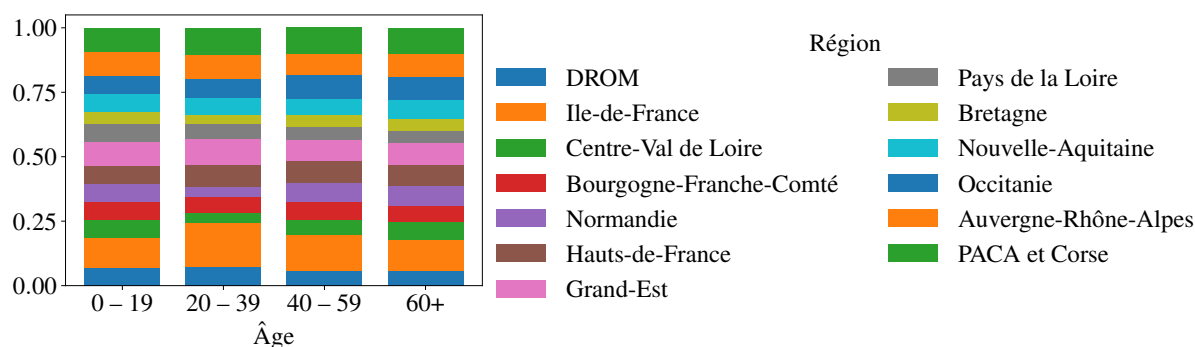 1.00
0.75
0.50
0.25
0.00
0 – 19
20 – 39
40 – 59
60+
Âge
Région
DROM
Ile-de-France
Centre-Val de Loire
Bourgogne-Franche-Comté
Normandie
Hauts-de-France
Grand-Est
Pays de la Loire
Bretagne
Nouvelle-Aquitaine
Occitanie
Auvergne-Rhône-Alpes
PACA et Corse